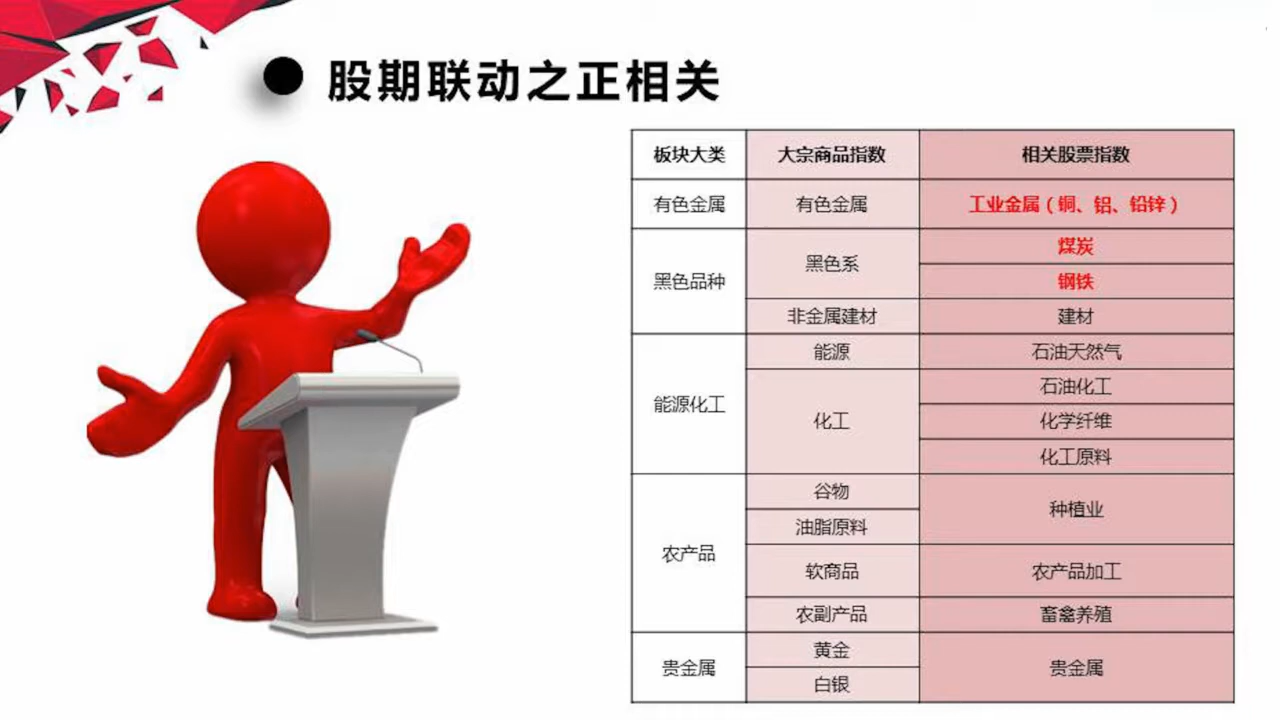 股期联动之正相关
板块大类 大宗商品指数 相关股票指数
有色金属 有色金属 工业金属（铜、铝、铅锌）
黑色品种 黑色系 煤炭
钢铁
非金属建材 建材
能源化工 能源 石油天然气
化工 石油化工
化学纤维
化工原料
农产品 谷物 种植业
油脂原料
软商品 农产品加工
农副产品 畜禽养殖
贵金属 黄金 贵金属
白银